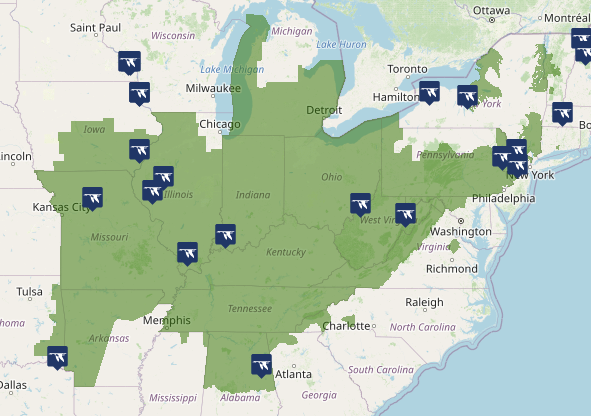 Ottawa
Montréal
Saint Paul
Wisconsin
Michigan
Lake Huron
Lake Michigan
Toronto
Milwaukee
Hamilton
York
Detroit
Chicago
Iowa
Lincoln
Pennsylvania
New York
Illinois
Indiana
Ohio
Philadelphia
Kansas City
West Vir
Washington
Missouri
Virginia
Kentucky
Richmond
Tulsa
Raleigh
homa
Tennessee
Memphis
Charlotte
North Carolina
Arkansas
Atlanta
South Carolina
Dallas
Mississippi
Alabama
Georgia